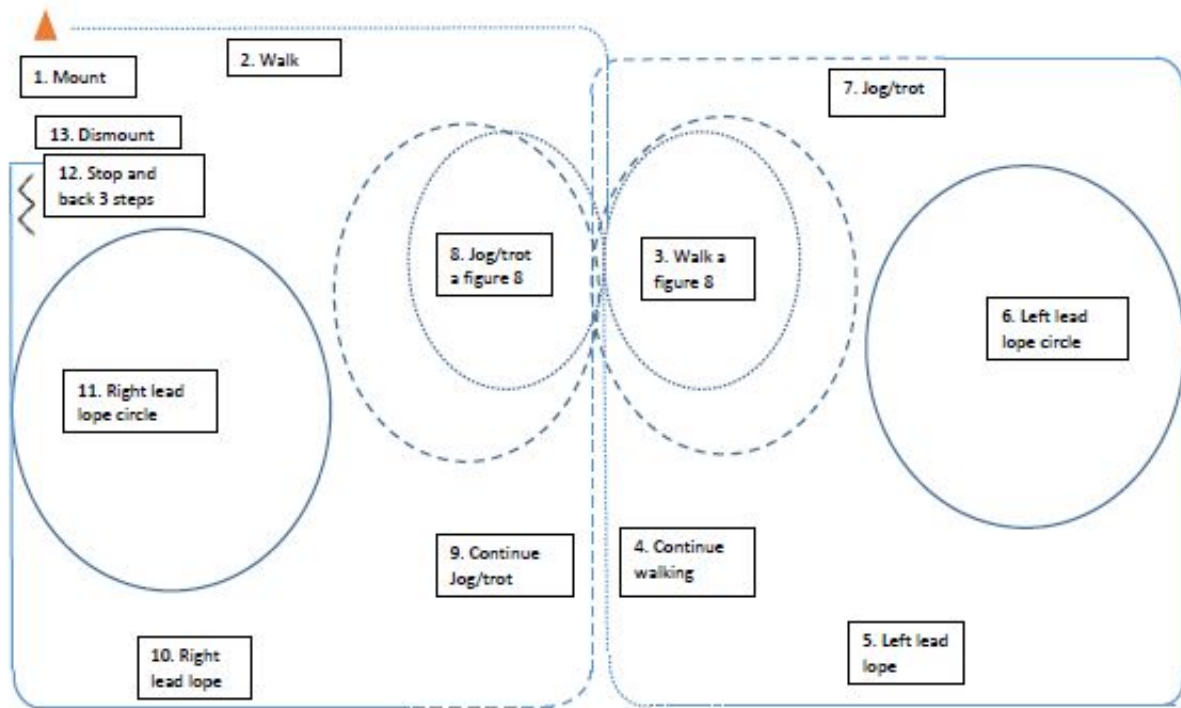 1. Mount
2. Walk
3. Walk a
figure 8
4. Continue
walking
5. Left lead
lope
6. Left lead
lope circle
7. Jog/trot
8. Jog/trot
a figure 8
9. Continue
Jog/trot
10. Right
lead lope
11. Right lead
lope circle
12. Stop and
back 3 steps
13. Dismount